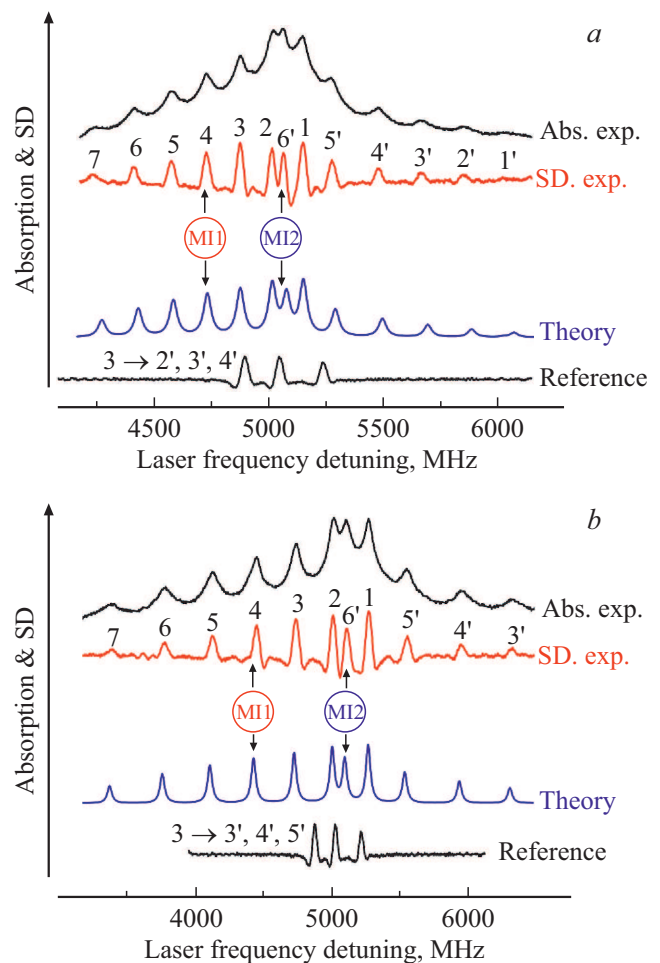 a
Absorption & SD
Abs. exp.
7 6 5 4 3 2 6' 1 5' 4' 3' 2' 1'
SD. exp.
MI1 MI2
Theory
3 → 2', 3', 4'
Reference
4500 5000 5500 6000
Laser frequency detuning, MHz
b
Absorption & SD
Abs. exp.
7 6 5 4 3 2 6' 1 5' 4' 3'
SD. exp.
MI1 MI2
Theory
3 → 3', 4', 5'
Reference
4000 5000 6000
Laser frequency detuning, MHz